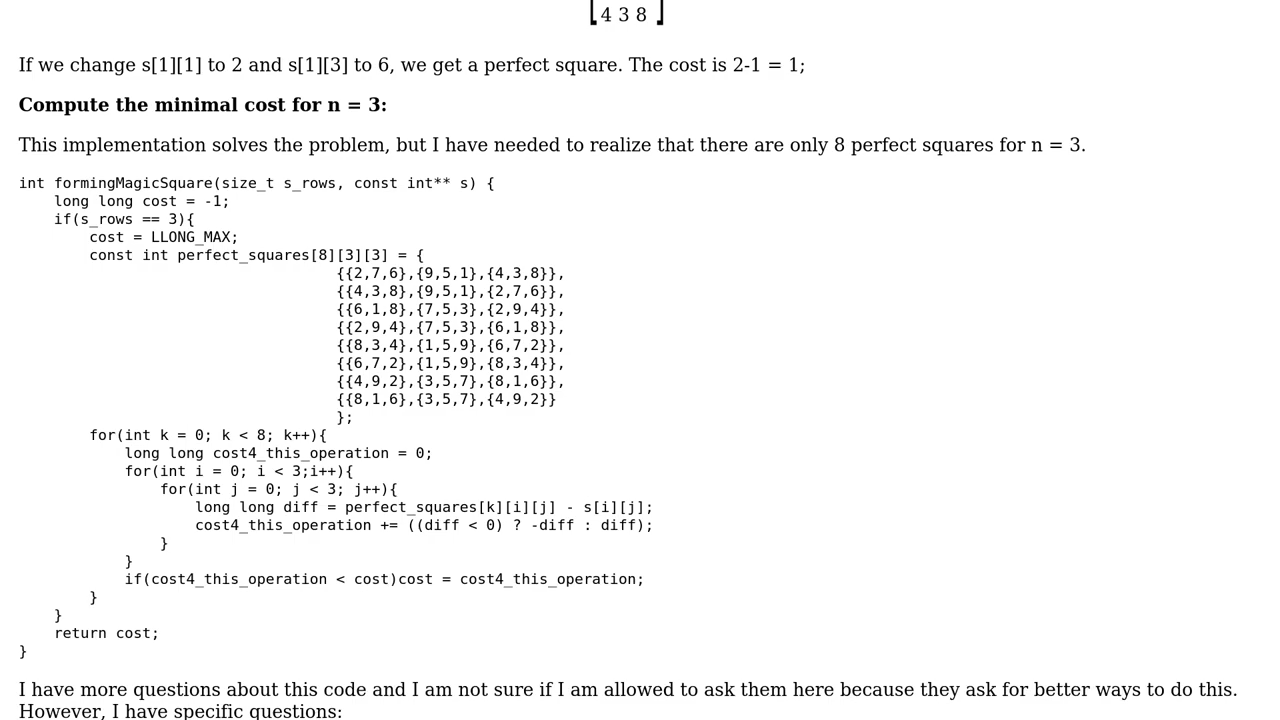 4 3 8
If we change s[1][1] to 2 and s[1][3] to 6, we get a perfect square. The cost is 2-1 = 1;
Compute the minimal cost for n = 3:
This implementation solves the problem, but I have needed to realize that there are only 8 perfect squares for n = 3.
int formingMagicSquare(size_t s_rows, const int** s) {
    long long cost = -1;
    if(s_rows == 3){
        cost = LLONG_MAX;
        const int perfect_squares[8][3][3] = {
                                    {{2,7,6},{9,5,1},{4,3,8}},
                                    {{4,3,8},{9,5,1},{2,7,6}},
                                    {{6,1,8},{7,5,3},{2,9,4}},
                                    {{2,9,4},{7,5,3},{6,1,8}},
                                    {{8,3,4},{1,5,9},{6,7,2}},
                                    {{6,7,2},{1,5,9},{8,3,4}},
                                    {{4,9,2},{3,5,7},{8,1,6}},
                                    {{8,1,6},{3,5,7},{4,9,2}}
                                    };
        for(int k = 0; k < 8; k++){
            long long cost4_this_operation = 0;
            for(int i = 0; i < 3;i++){
                for(int j = 0; j < 3; j++){
                    long long diff = perfect_squares[k][i][j] - s[i][j];
                    cost4_this_operation += ((diff < 0) ? -diff : diff);
                }
            }
            if(cost4_this_operation < cost)cost = cost4_this_operation;
        }
    }
    return cost;
}
I have more questions about this code and I am not sure if I am allowed to ask them here because they ask for better ways to do this.
However, I have specific questions: